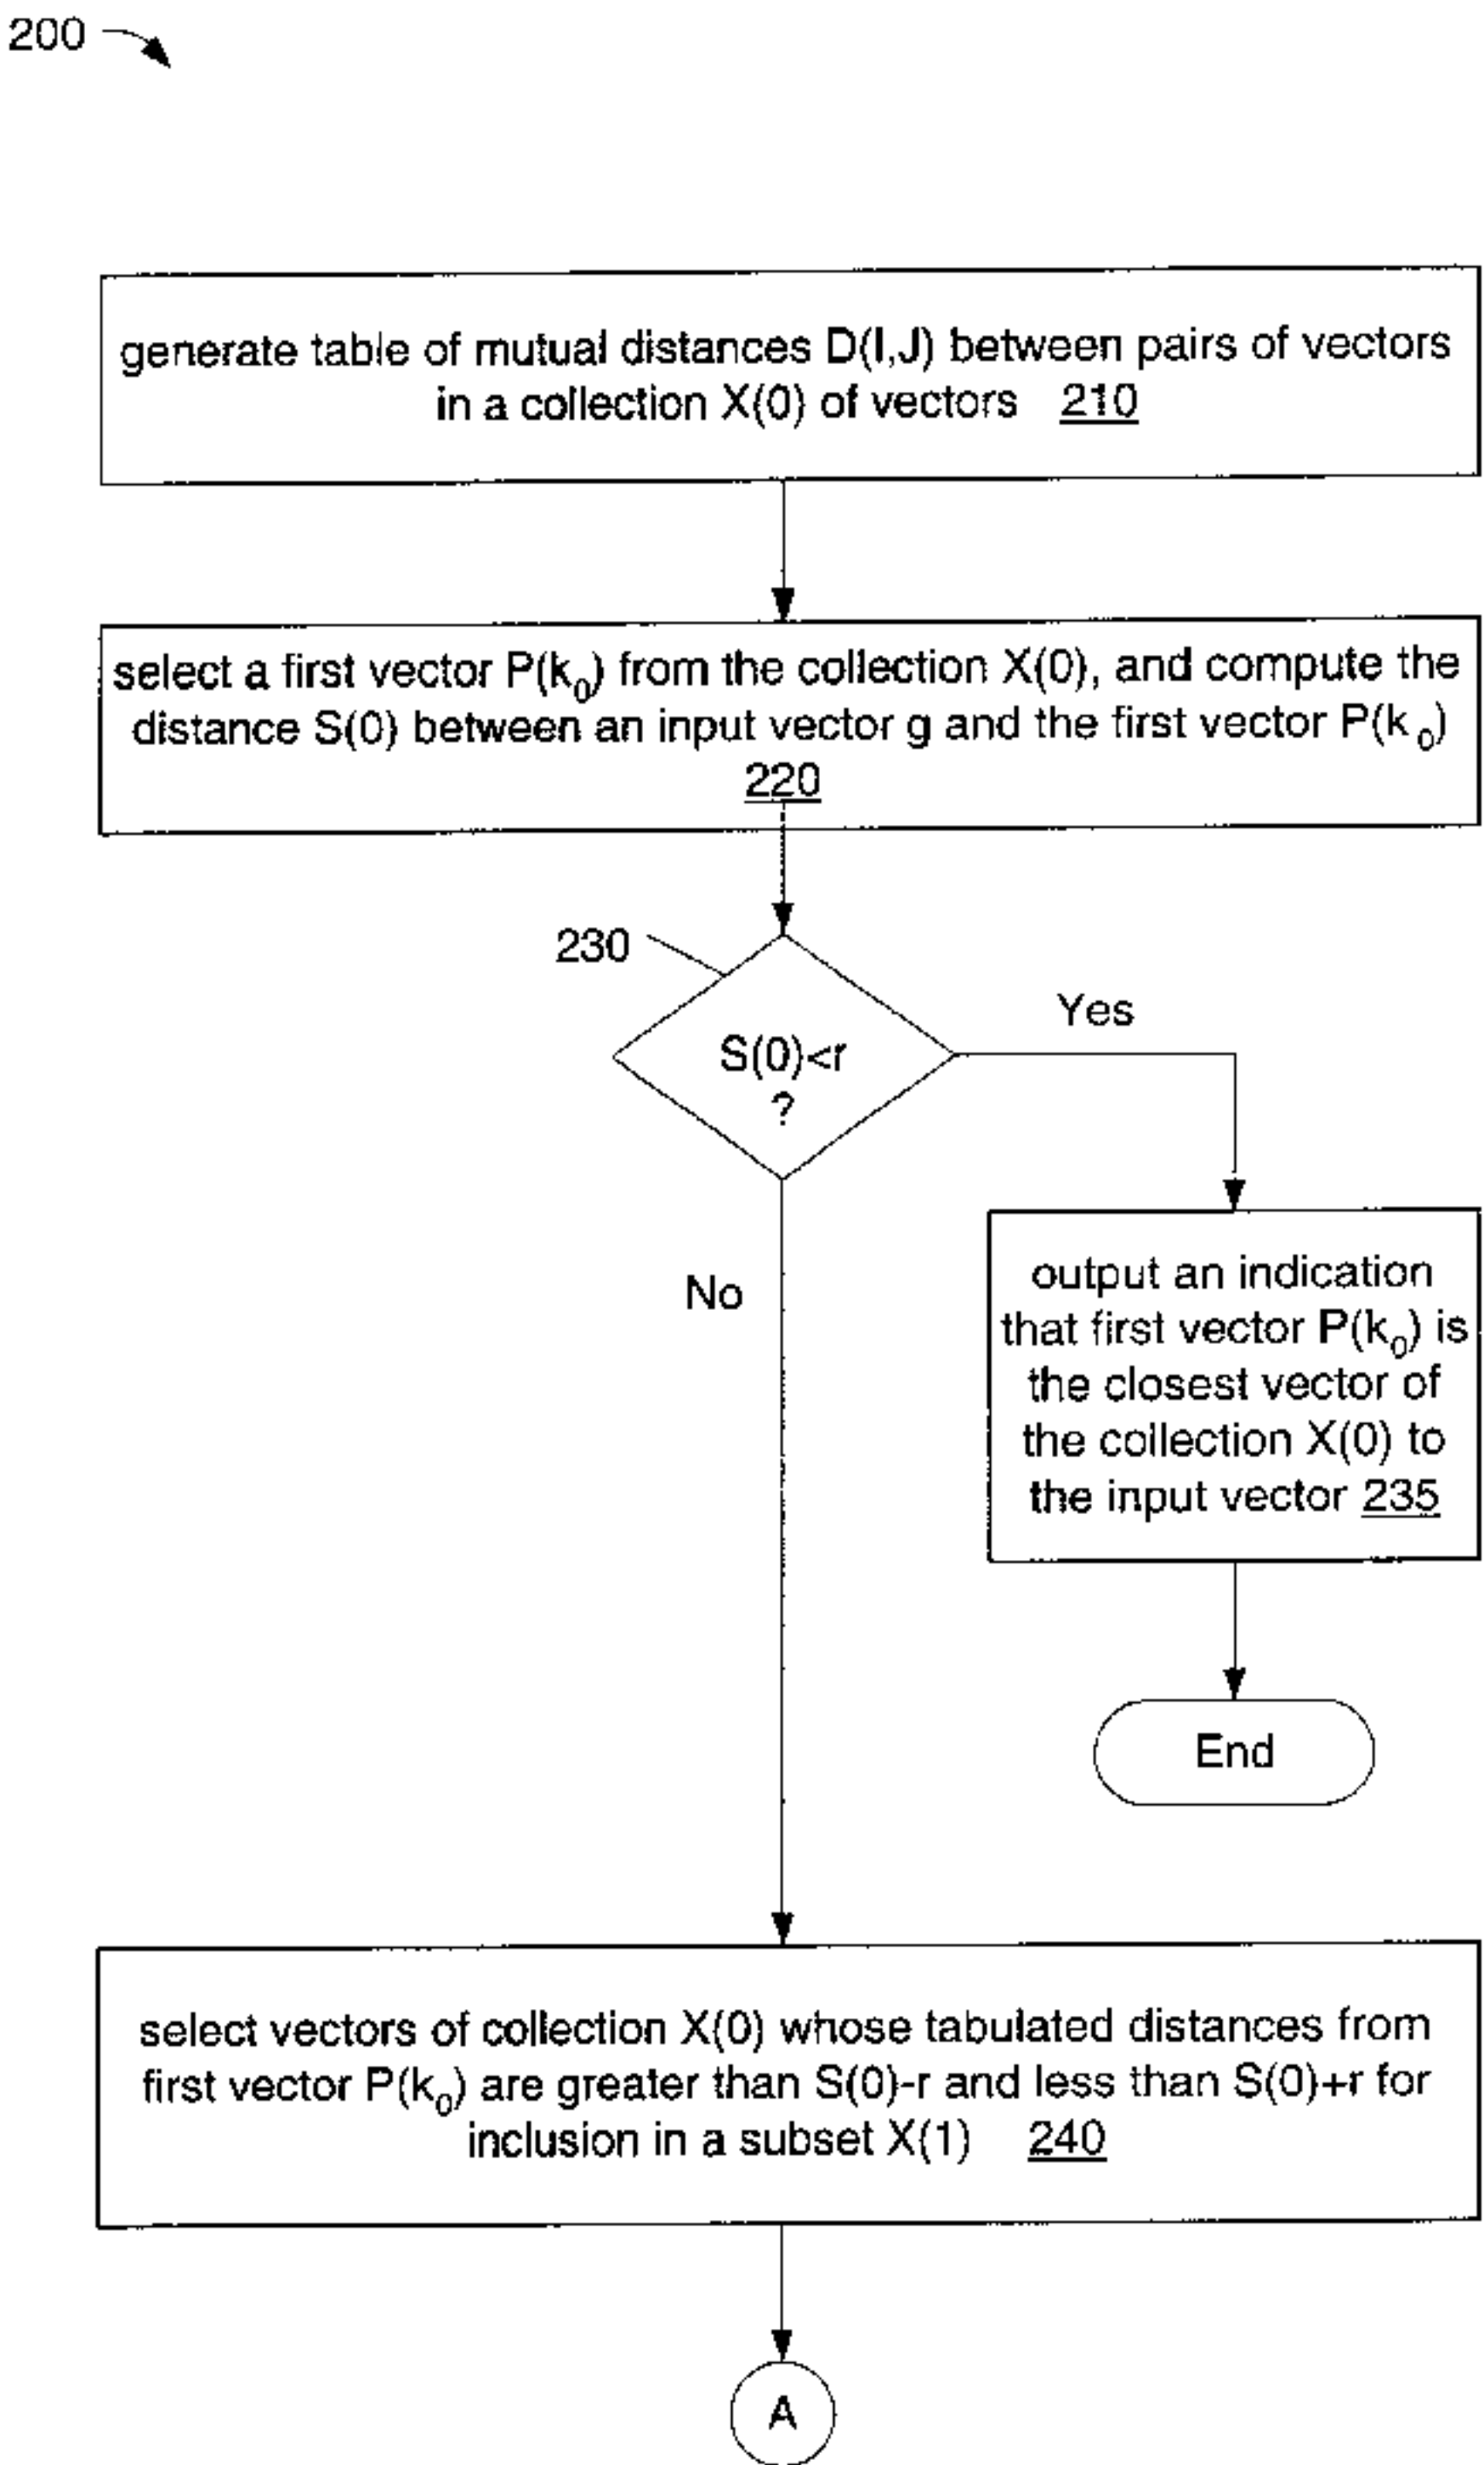 200
generate table of mutual distances D(I,J) between pairs of vectors
in a collection X(0) of vectors 210
select a first vector P(k₀) from the collection X(0), and compute the
distance S(0) between an input vector g and the first vector P(k₀)
220
230
Yes
S(0)<r
?
No
output an indication
that first vector P(k₀) is
the closest vector of
the collection X(0) to
the input vector 235
End
select vectors of collection X(0) whose tabulated distances from
first vector P(k₀) are greater than S(0)-r and less than S(0)+r for
inclusion in a subset X(1) 240
A